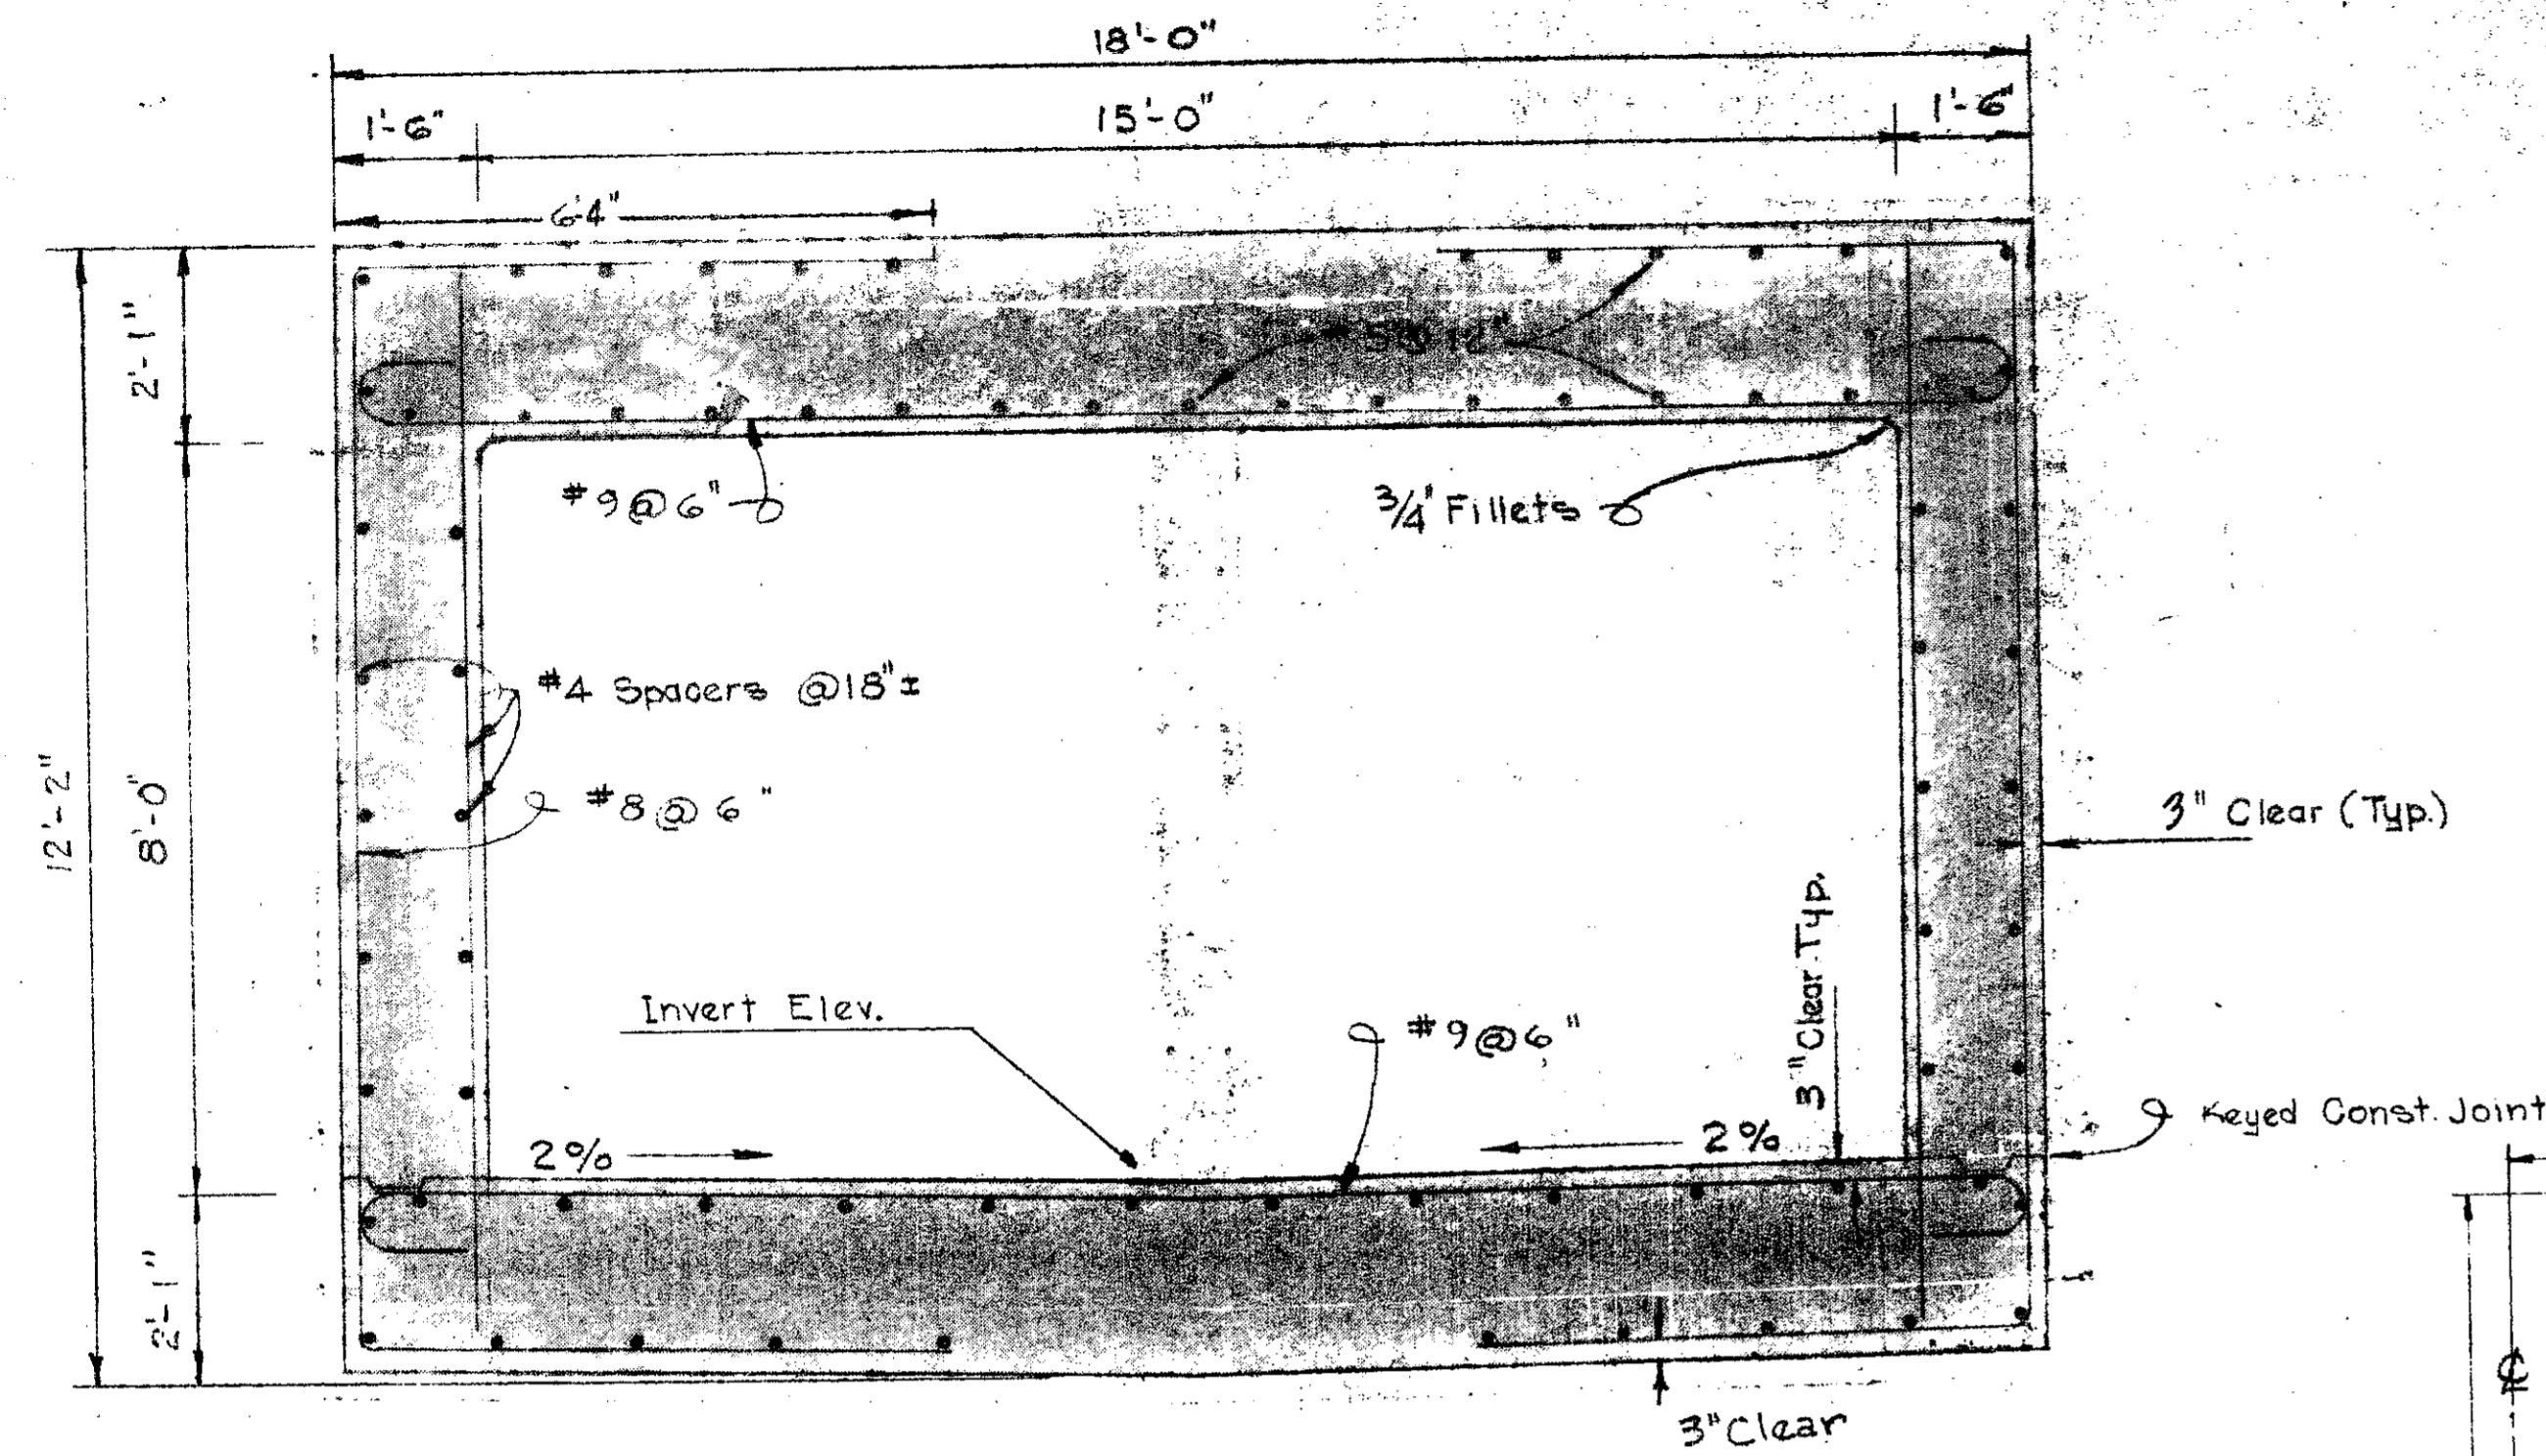 18'-0"
1'-6"
15'-0"
1'-6"
6'4"
2'-1"
#5@12"
#9@6"
3/4" Fillets
#4 Spacers @18"±
#8@6"
12'-2"
8'-0"
3" Clear (Typ.)
3" Clear Typ.
Invert Elev.
#9@6"
Keyed Const. Joint
2%
2%
2'-1"
℄
3" Clear